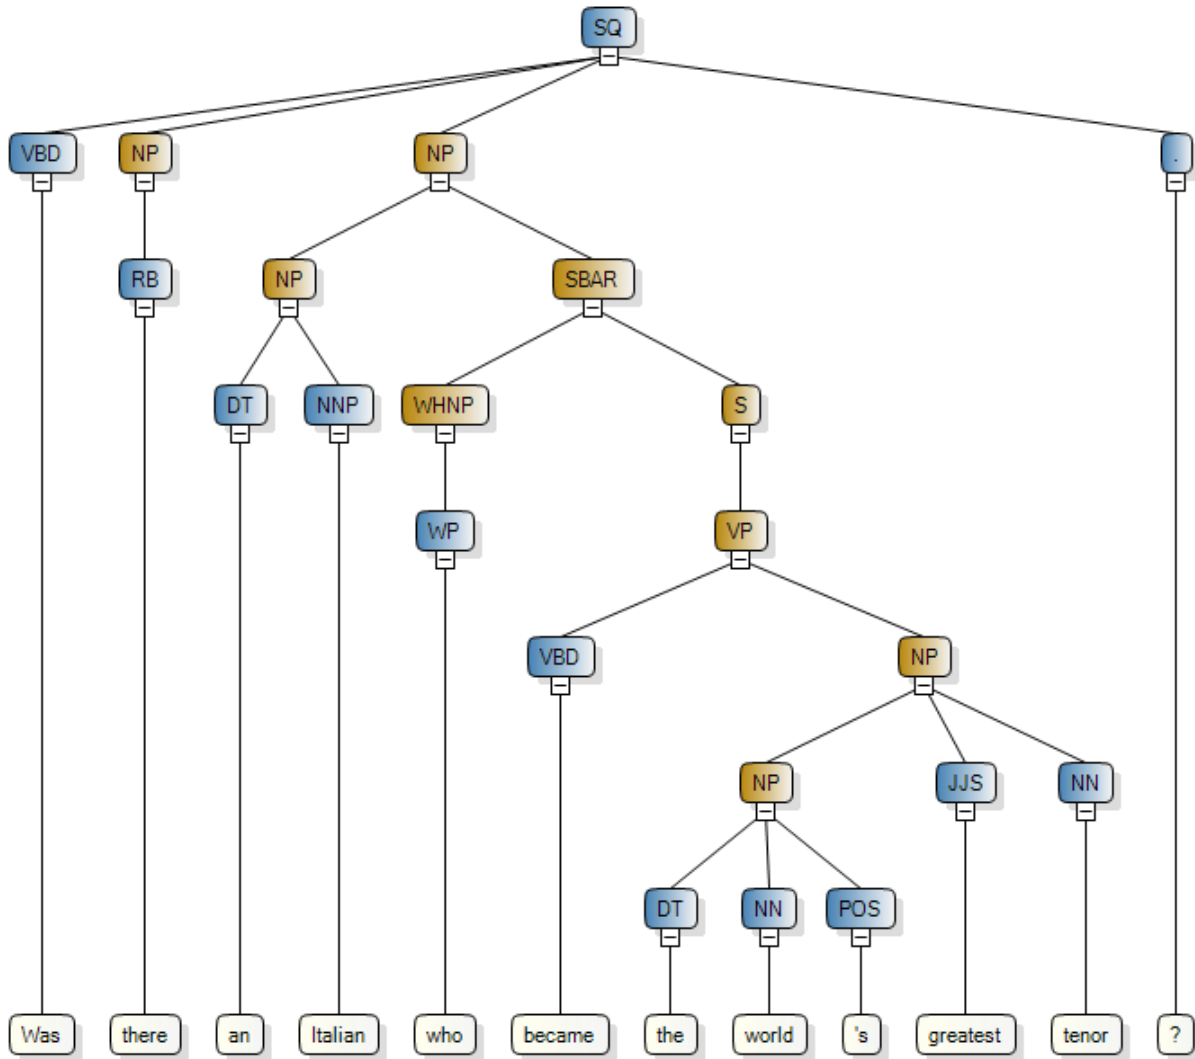 SQ
VBD NP NP .
RB NP SBAR
DT NNP WHNP S
WP VP
VBD NP
NP JJS NN
DT NN POS
Was there an Italian who became the world 's greatest tenor ?